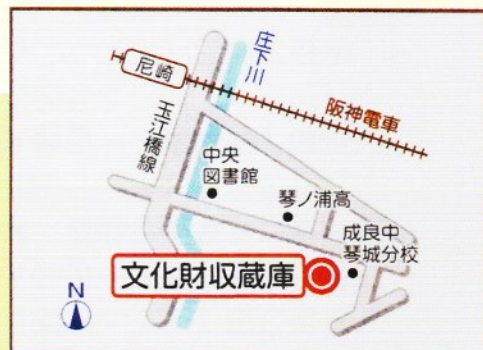 尼崎
庄下川
阪神電車
玉江橋線
中央
図書館
琴ノ浦高
成良中
琴城分校
文化財収蔵庫
N